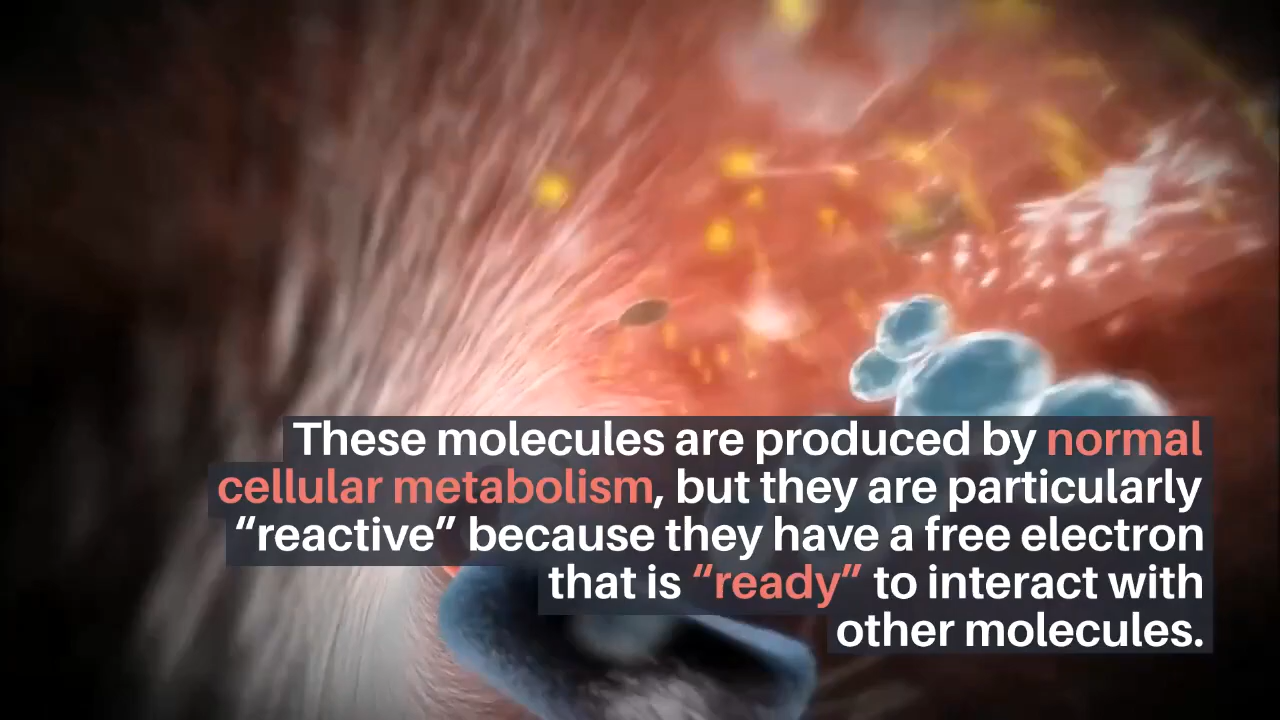 These molecules are produced by normal
cellular metabolism, but they are particularly
“reactive” because they have a free electron
that is “ready” to interact with
other molecules.